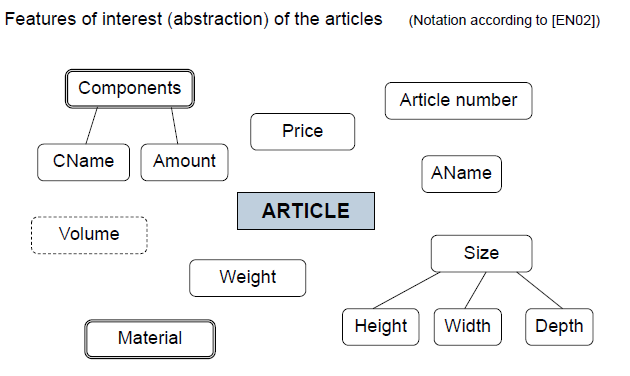 Features of interest (abstraction) of the articles (Notation according to [EN02])
Components
Article number
Price
CName Amount
AName
ARTICLE
Volume
Size
Weight
Height Width Depth
Material